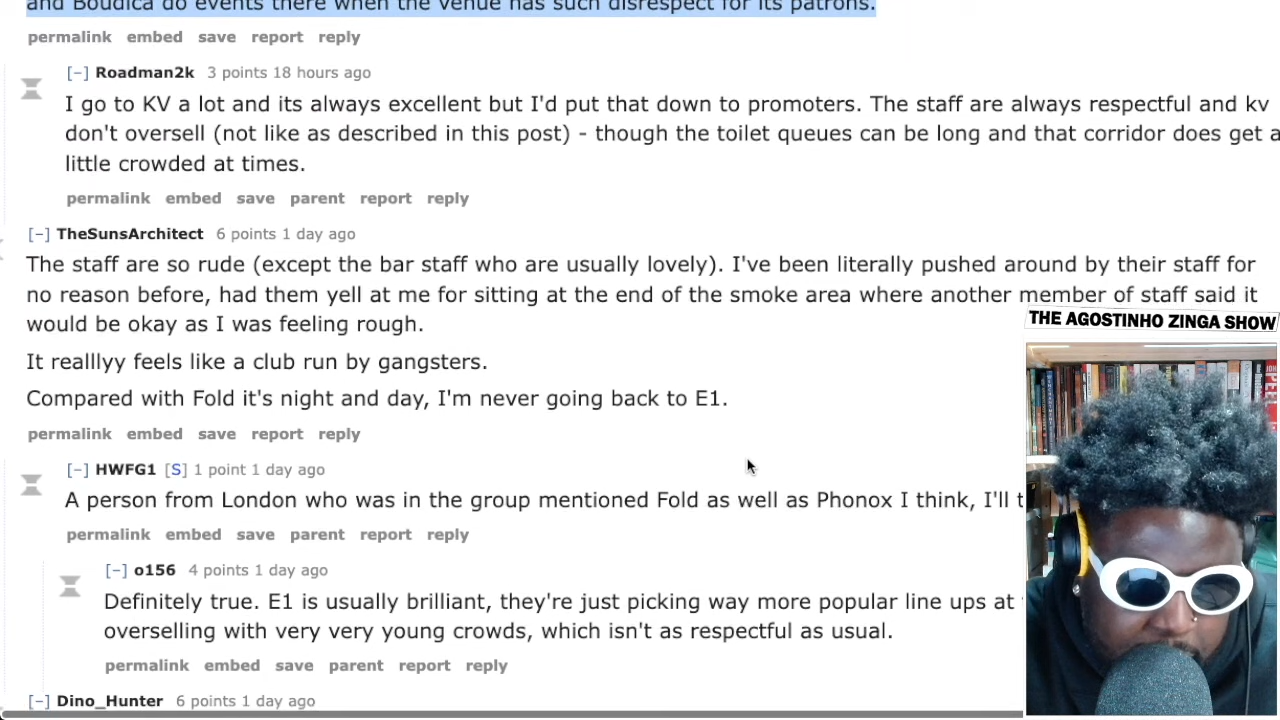 and Boudica do events there when the venue has such disrespect for its patrons.
permalink embed save report reply
[–] Roadman2k 3 points 18 hours ago
I go to KV a lot and its always excellent but I'd put that down to promoters. The staff are always respectful and kv
don't oversell (not like as described in this post) - though the toilet queues can be long and that corridor does get a
little crowded at times.
permalink embed save parent report reply
[–] TheSunsArchitect 6 points 1 day ago
The staff are so rude (except the bar staff who are usually lovely). I've been literally pushed around by their staff for
no reason before, had them yell at me for sitting at the end of the smoke area where another member of staff said it
would be okay as I was feeling rough.
It realllyy feels like a club run by gangsters.
Compared with Fold it's night and day, I'm never going back to E1.
permalink embed save report reply
[–] HWFG1 [S] 1 point 1 day ago
A person from London who was in the group mentioned Fold as well as Phonox I think, I'll
permalink embed save parent report reply
[–] o156 4 points 1 day ago
Definitely true. E1 is usually brilliant, they're just picking way more popular line ups at
overselling with very very young crowds, which isn't as respectful as usual.
permalink embed save parent report reply
[–] Dino_Hunter 6 points 1 day ago
THE AGOSTINHO ZINGA SHOW